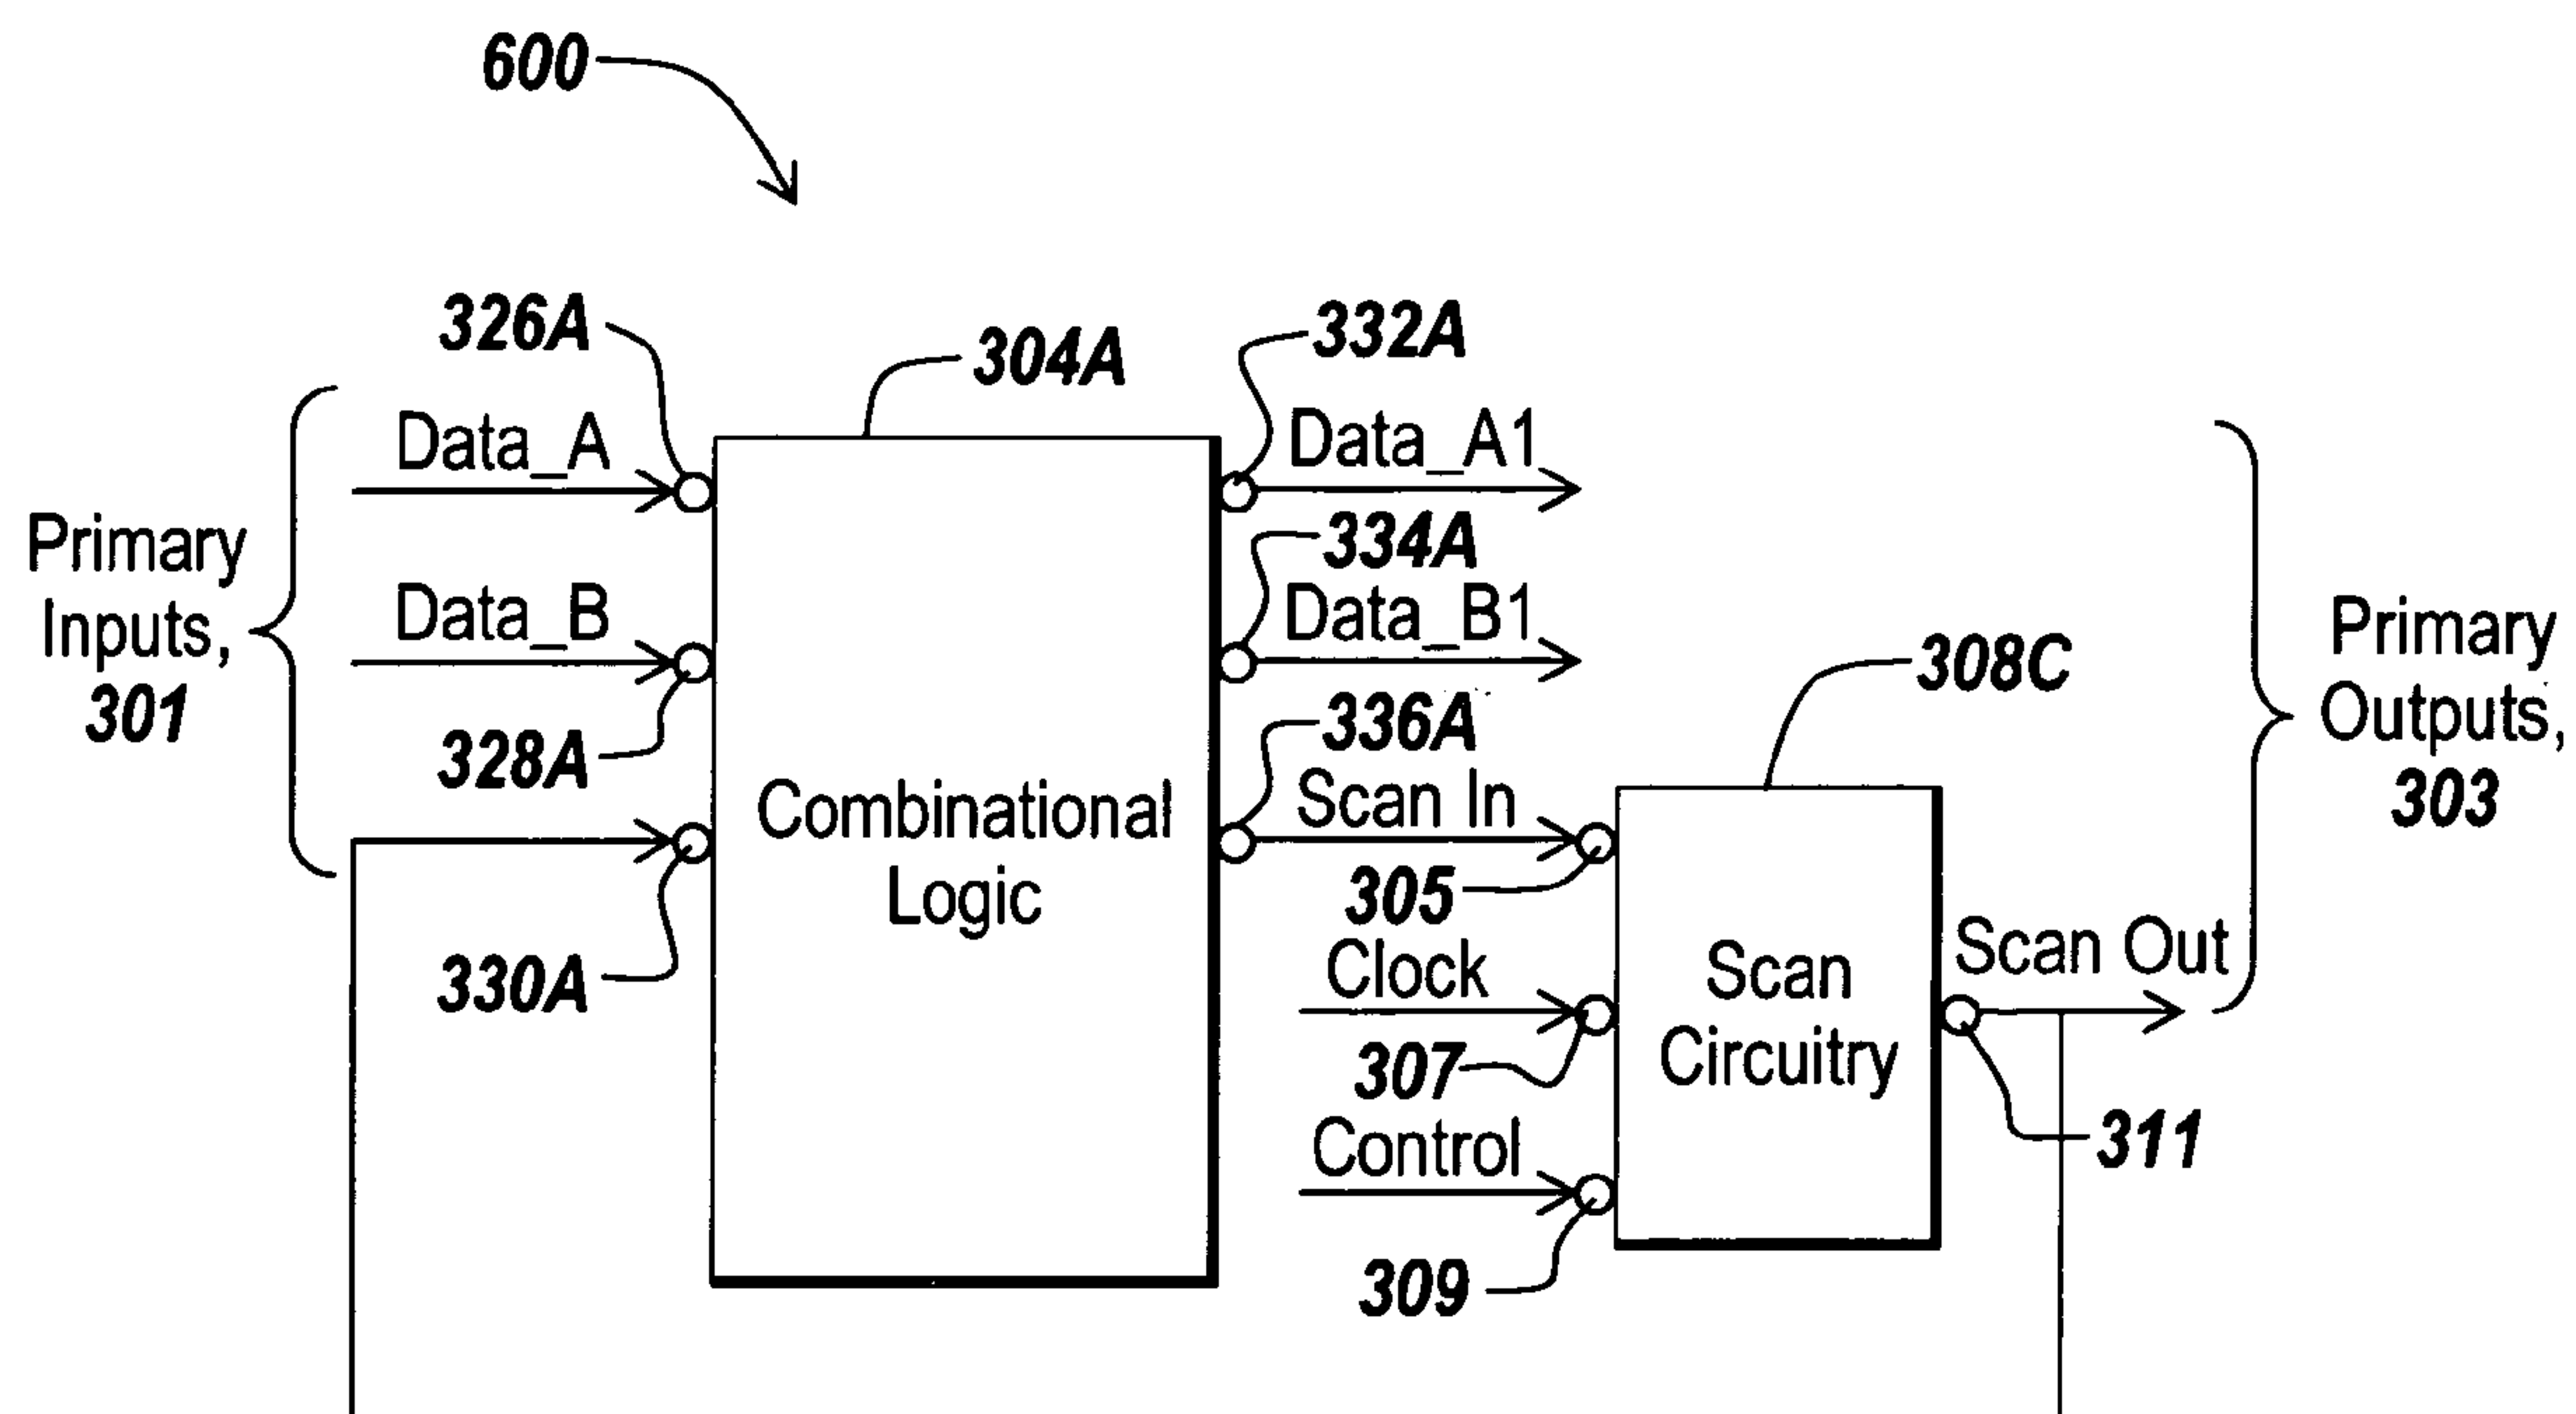 600
326A
304A
332A
Data_A
Data_A1
Primary
Inputs,
301
334A
Data_B
Data_B1
328A
336A
308C
Primary
Outputs,
303
Combinational
Logic
Scan In
305
330A
Clock
Scan
Circuitry
Scan Out
307
Control
311
309